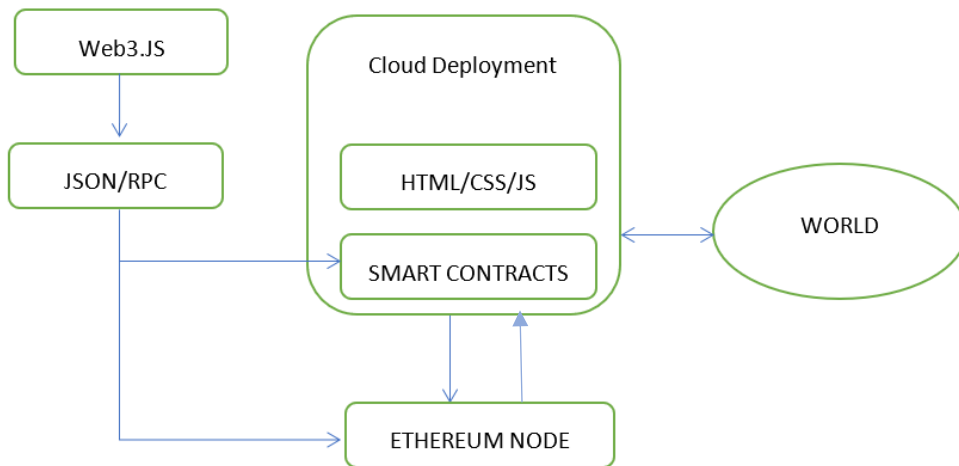 Web3.JS
Cloud Deployment
JSON/RPC
HTML/CSS/JS
WORLD
SMART CONTRACTS
ETHEREUM NODE